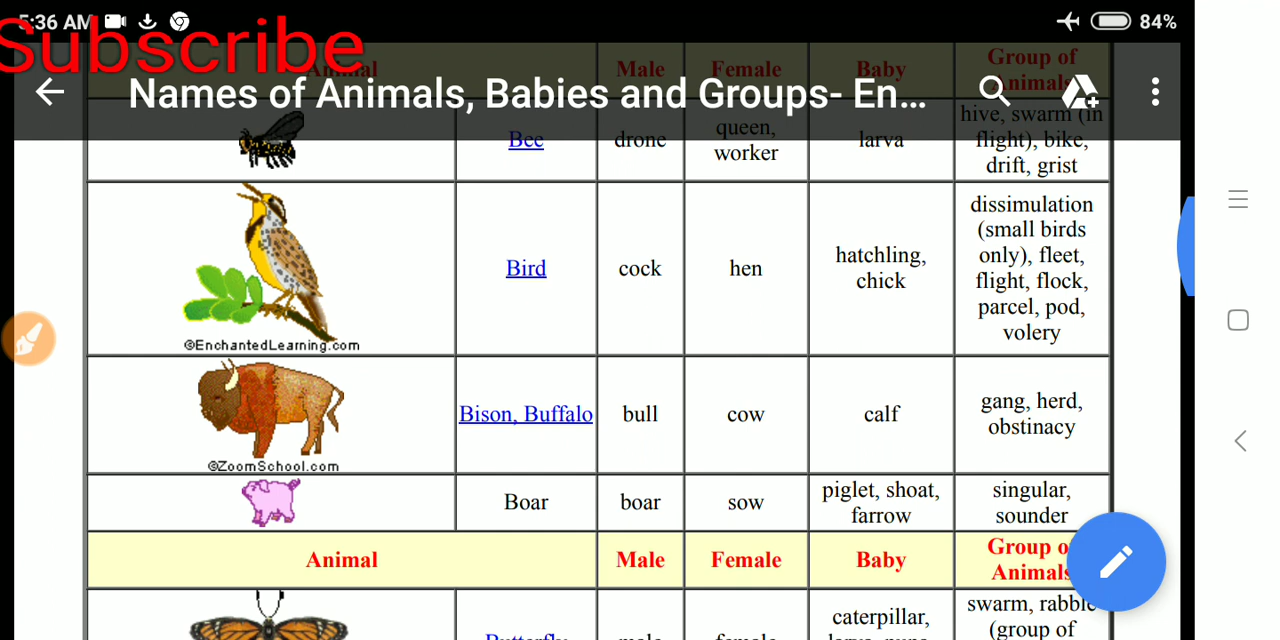 5:36 AM
84%
Subscribe
Names of Animals, Babies and Groups- En...
Animal Male Female Baby Group of
Animals
Bee drone queen,
worker larva hive, swarm (in
flight), bike,
drift, grist
Bird cock hen hatchling,
chick dissimulation
(small birds
only), fleet,
flight, flock,
parcel, pod,
volery
©EnchantedLearning.com
Bison, Buffalo bull cow calf gang, herd,
obstinacy
©ZoomSchool.com
Boar boar sow piglet, shoat,
farrow singular,
sounder
Animal Male Female Baby Group of
Animals
caterpillar, swarm, rabble
(group of
Butterfly male female